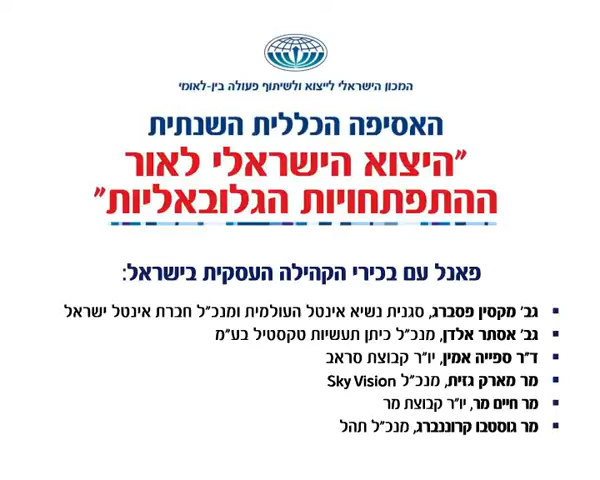 המכון הישראלי לייצוא ולשיתוף פעולה בין-לאומי
האסיפה הכללית השנתית
"היצוא הישראלי לאור
ההתפתחויות הגלובאליות"
פאנל עם בכירי הקהילה העסקית בישראל:
▪ גב' מקסין פסברג, סגנית נשיא אינטל העולמית ומנכ"ל חברת אינטל ישראל
▪ גב' אסתר אלדן, מנכ"ל כיתן תעשיות טקסטיל בע"מ
▪ ד"ר ספייה אמין, יו"ר קבוצת סראב
▪ מר מארק גזית, מנכ"ל Sky Vision
▪ מר חיים מר, יו"ר קבוצת מר
▪ מר גוסטבו קרוננברג, מנכ"ל תהל